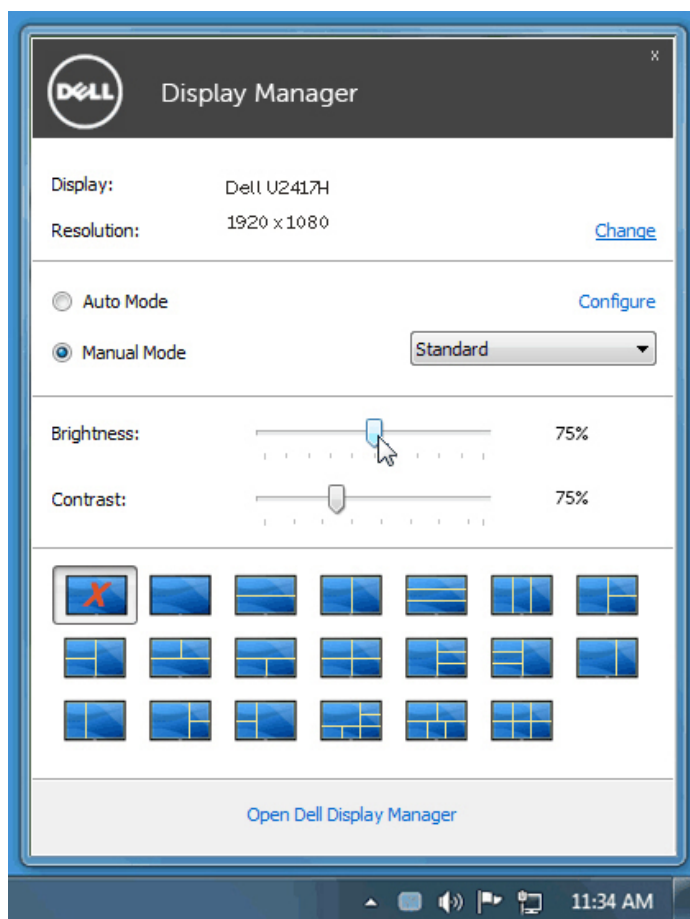 x
DELL
Display Manager
Display: Dell U2417H
Resolution: 1920 x 1080 Change
Auto Mode Configure
Manual Mode Standard
Brightness: 75%
Contrast: 75%
Open Dell Display Manager
11:34 AM